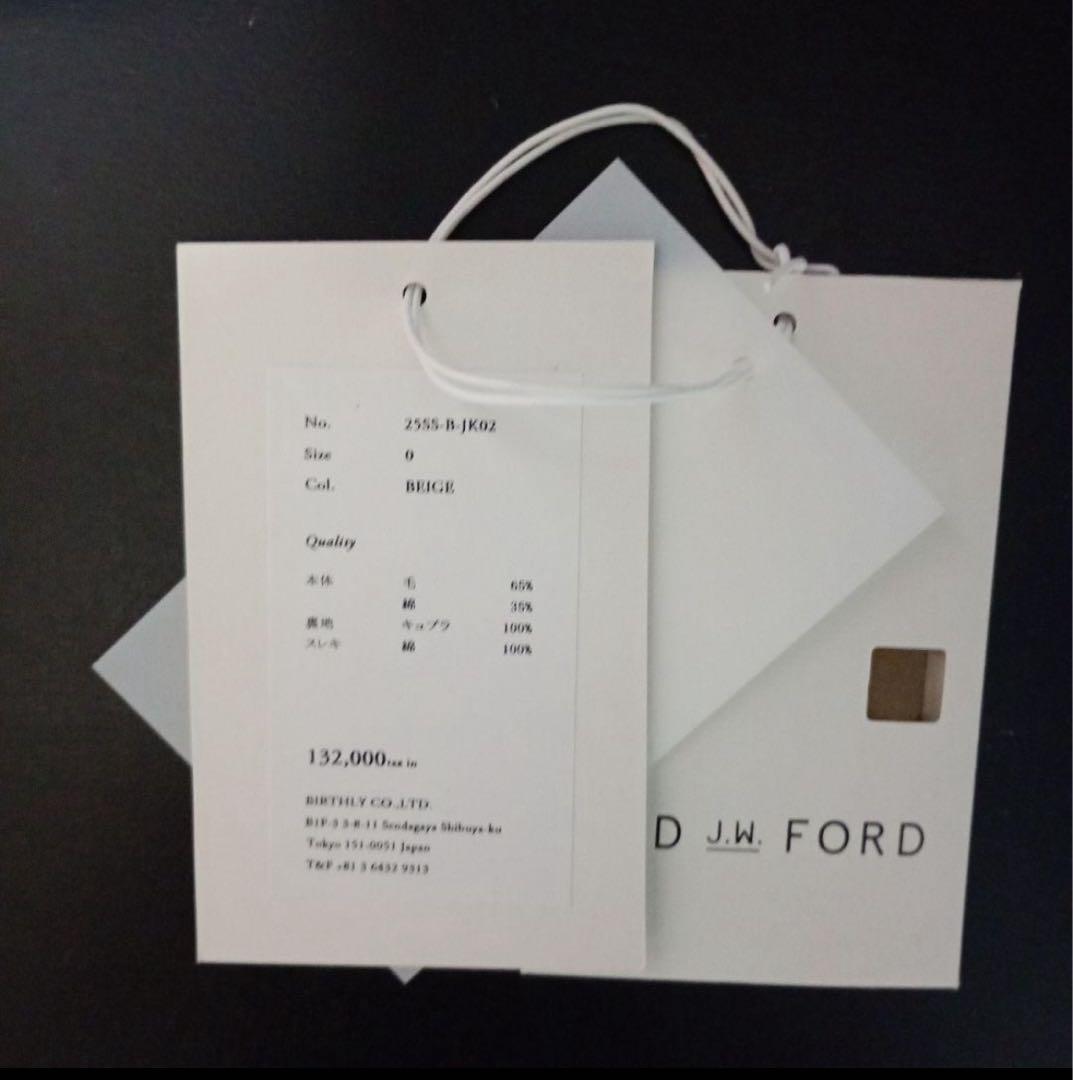 No. 25SS-B-JK02
Size 0
Col. BEIGE
Quality
本体 毛 65%
綿 35%
裏地 キュプラ 100%
スレキ 綿 100%
132,000tax in
BIRTHLY CO.,LTD.
B1F-3 3-8-11 Sendagaya Shibuya-ku
Tokyo 151-0051 Japan
T&F +81 3 6432 9313
D J.W. FORD